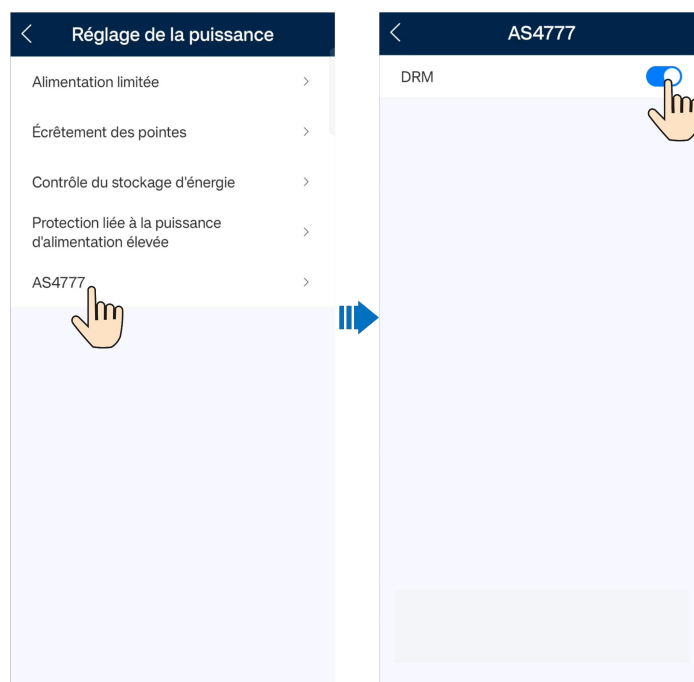 Réglage de la puissance
Alimentation limitée
Écrêtement des pointes
Contrôle du stockage d'énergie
Protection liée à la puissance
d'alimentation élevée
AS4777
AS4777
DRM